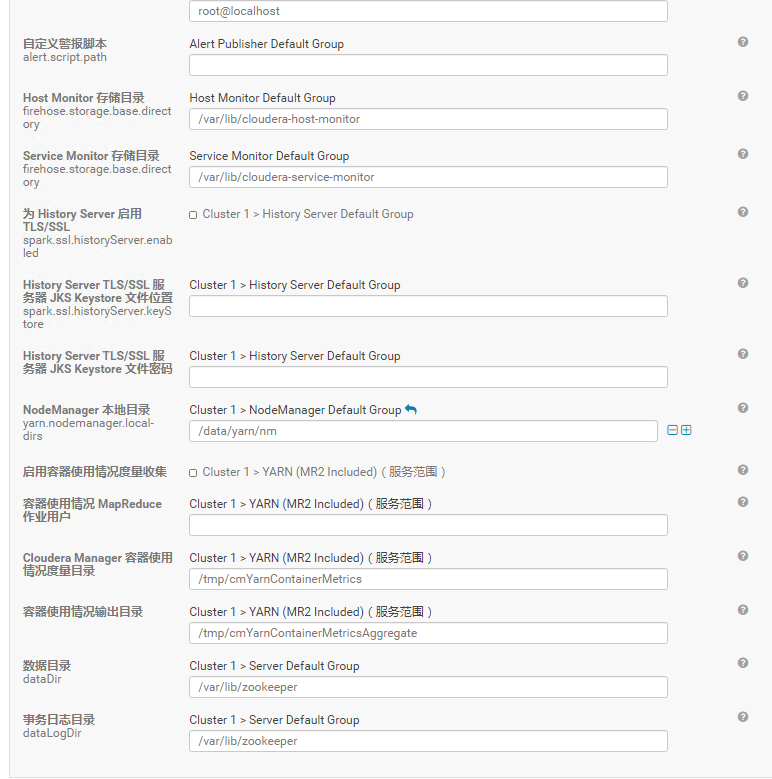 root@localhost
自定义警报脚本
alert.script.path
Alert Publisher Default Group
Host Monitor 存储目录
firehose.storage.base.direct
ory
Host Monitor Default Group
/var/lib/cloudera-host-monitor
Service Monitor 存储目录
firehose.storage.base.direct
ory
Service Monitor Default Group
/var/lib/cloudera-service-monitor
为 History Server 启用
TLS/SSL
spark.ssl.historyServer.enab
led
Cluster 1 > History Server Default Group
History Server TLS/SSL 服
务器 JKS Keystore 文件位置
spark.ssl.historyServer.keyS
tore
Cluster 1 > History Server Default Group
History Server TLS/SSL 服
务器 JKS Keystore 文件密码
Cluster 1 > History Server Default Group
NodeManager 本地目录
yarn.nodemanager.local-
dirs
Cluster 1 > NodeManager Default Group
/data/yarn/nm
启用容器使用情况度量收集
Cluster 1 > YARN (MR2 Included)（服务范围）
容器使用情况 MapReduce
作业用户
Cluster 1 > YARN (MR2 Included)（服务范围）
Cloudera Manager 容器使用
情况度量目录
Cluster 1 > YARN (MR2 Included)（服务范围）
/tmp/cmYarnContainerMetrics
容器使用情况输出目录
Cluster 1 > YARN (MR2 Included)（服务范围）
/tmp/cmYarnContainerMetricsAggregate
数据目录
dataDir
Cluster 1 > Server Default Group
/var/lib/zookeeper
事务日志目录
dataLogDir
Cluster 1 > Server Default Group
/var/lib/zookeeper